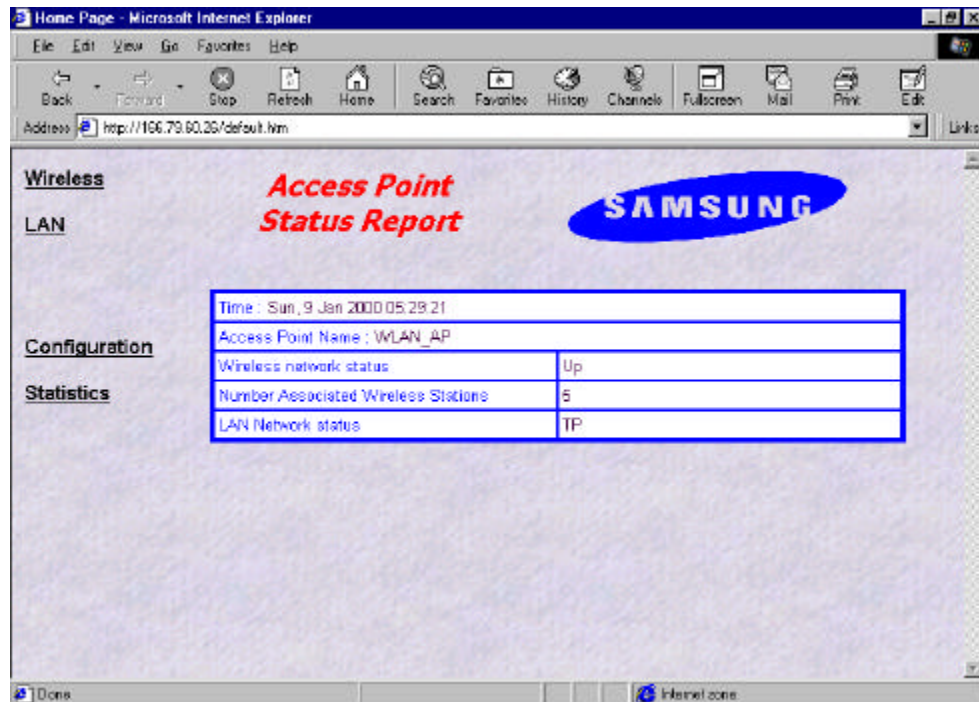 Home Page - Microsoft Internet Explorer
File Edit View Go Favorites Help
Back Forward Stop Refresh Home Search Favorites History Channels Fullscreen Mail Print Edit
Address http://166.79.60.26/default.htm Links
Wireless
LAN
Configuration
Statistics
Access Point
Status Report
SAMSUNG
Time : Sun, 9 Jan 2000 05:29:21
Access Point Name : WLAN_AP
Wireless network status Up
Number Associated Wireless Stations 5
LAN Network status TP
Done Internet zone